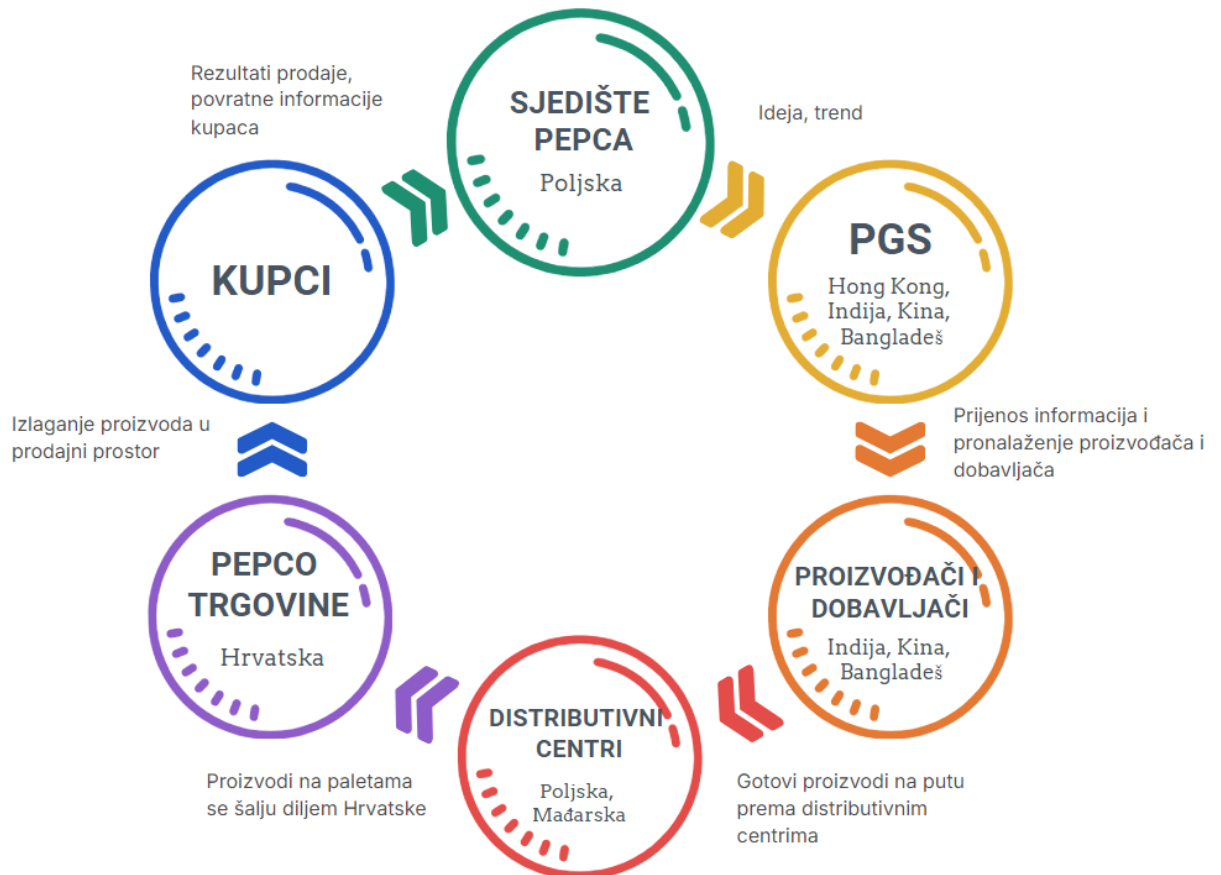 Rezultati prodaje,
povratne informacije
kupaca
SJEDIŠTE
PEPCA
Poljska
Ideja, trend
PGS
Hong Kong,
Indija, Kina,
Bangladeš
Prijenos informacija i
pronalaženje proizvođača i
dobavljača
PROIZVOĐAČI I
DOBAVLJAČI
Indija, Kina,
Bangladeš
Gotovi proizvodi na putu
prema distributivnim
centrima
DISTRIBUTIVNI
CENTRI
Poljska,
Mađarska
Proizvodi na paletama
se šalju diljem Hrvatske
PEPCO
TRGOVINE
Hrvatska
Izlaganje proizvoda u
prodajni prostor
KUPCI